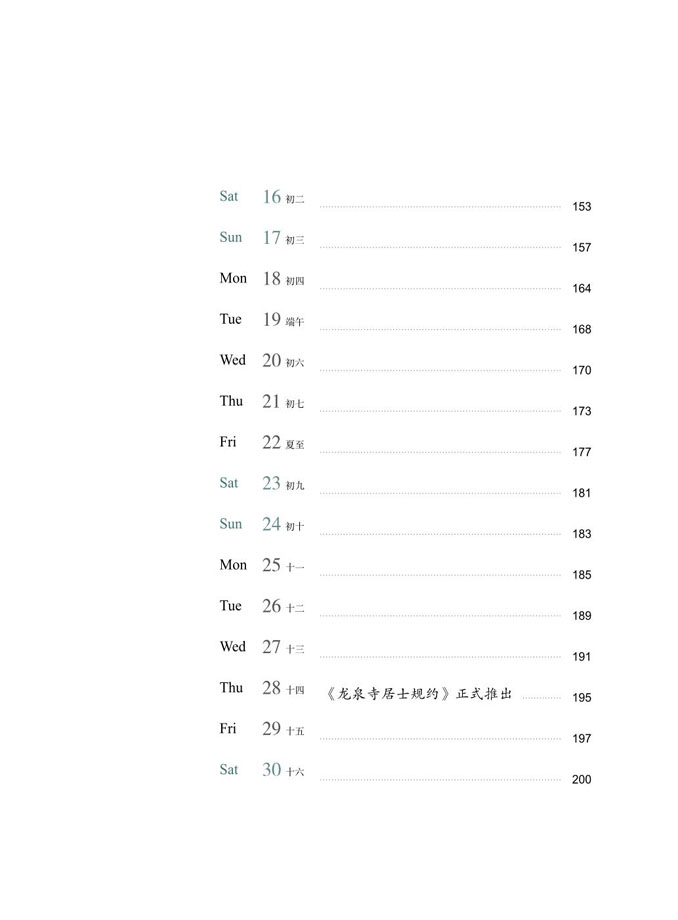 Sat 16 初二 153
Sun 17 初三 157
Mon 18 初四 164
Tue 19 端午 168
Wed 20 初六 170
Thu 21 初七 173
Fri 22 夏至 177
Sat 23 初九 181
Sun 24 初十 183
Mon 25 十一 185
Tue 26 十二 189
Wed 27 十三 191
Thu 28 十四 《龙泉寺居士规约》正式推出 195
Fri 29 十五 197
Sat 30 十六 200